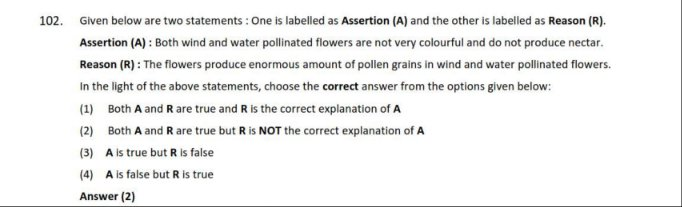 102. Given below are two statements : One is labelled as Assertion (A) and the other is labelled as Reason (R).
Assertion (A) : Both wind and water pollinated flowers are not very colourful and do not produce nectar.
Reason (R) : The flowers produce enormous amount of pollen grains in wind and water pollinated flowers.
In the light of the above statements, choose the correct answer from the options given below:
(1) Both A and R are true and R is the correct explanation of A
(2) Both A and R are true but R is NOT the correct explanation of A
(3) A is true but R is false
(4) A is false but R is true
Answer (2)